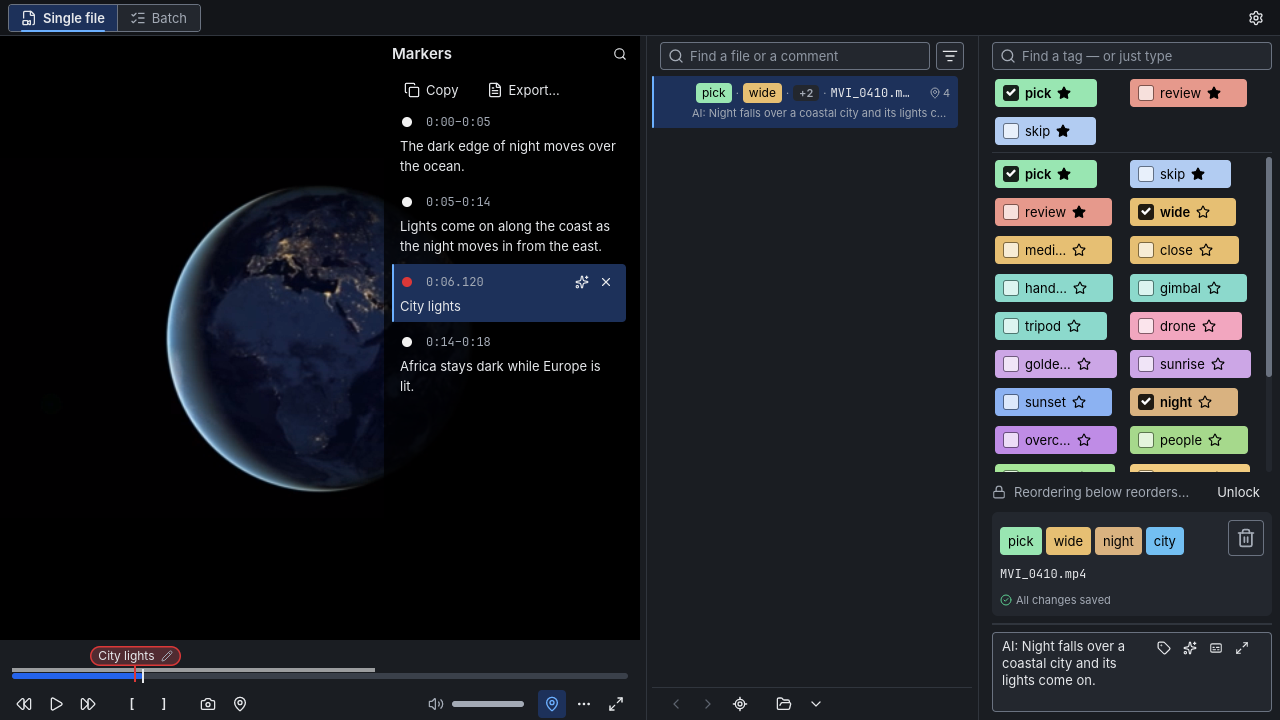 Single file
Batch
Markers
Copy
Export...
0:00–0:05
The dark edge of night moves over
the ocean.
0:05–0:14
Lights come on along the coast as
the night moves in from the east.
0:06.120
City lights
0:14–0:18
Africa stays dark while Europe is
lit.
City lights
[
]
Find a file or a comment
pick · wide · +2 · MVI_0410.m... 4
AI: Night falls over a coastal city and its lights c...
Find a tag — or just type
pick
review
skip
pick
skip
review
wide
medi...
close
hand...
gimbal
tripod
drone
golde...
sunrise
sunset
night
overc...
people
Reordering below reorders...
Unlock
pick wide night city
MVI_0410.mp4
All changes saved
AI: Night falls over a
coastal city and its
lights come on.